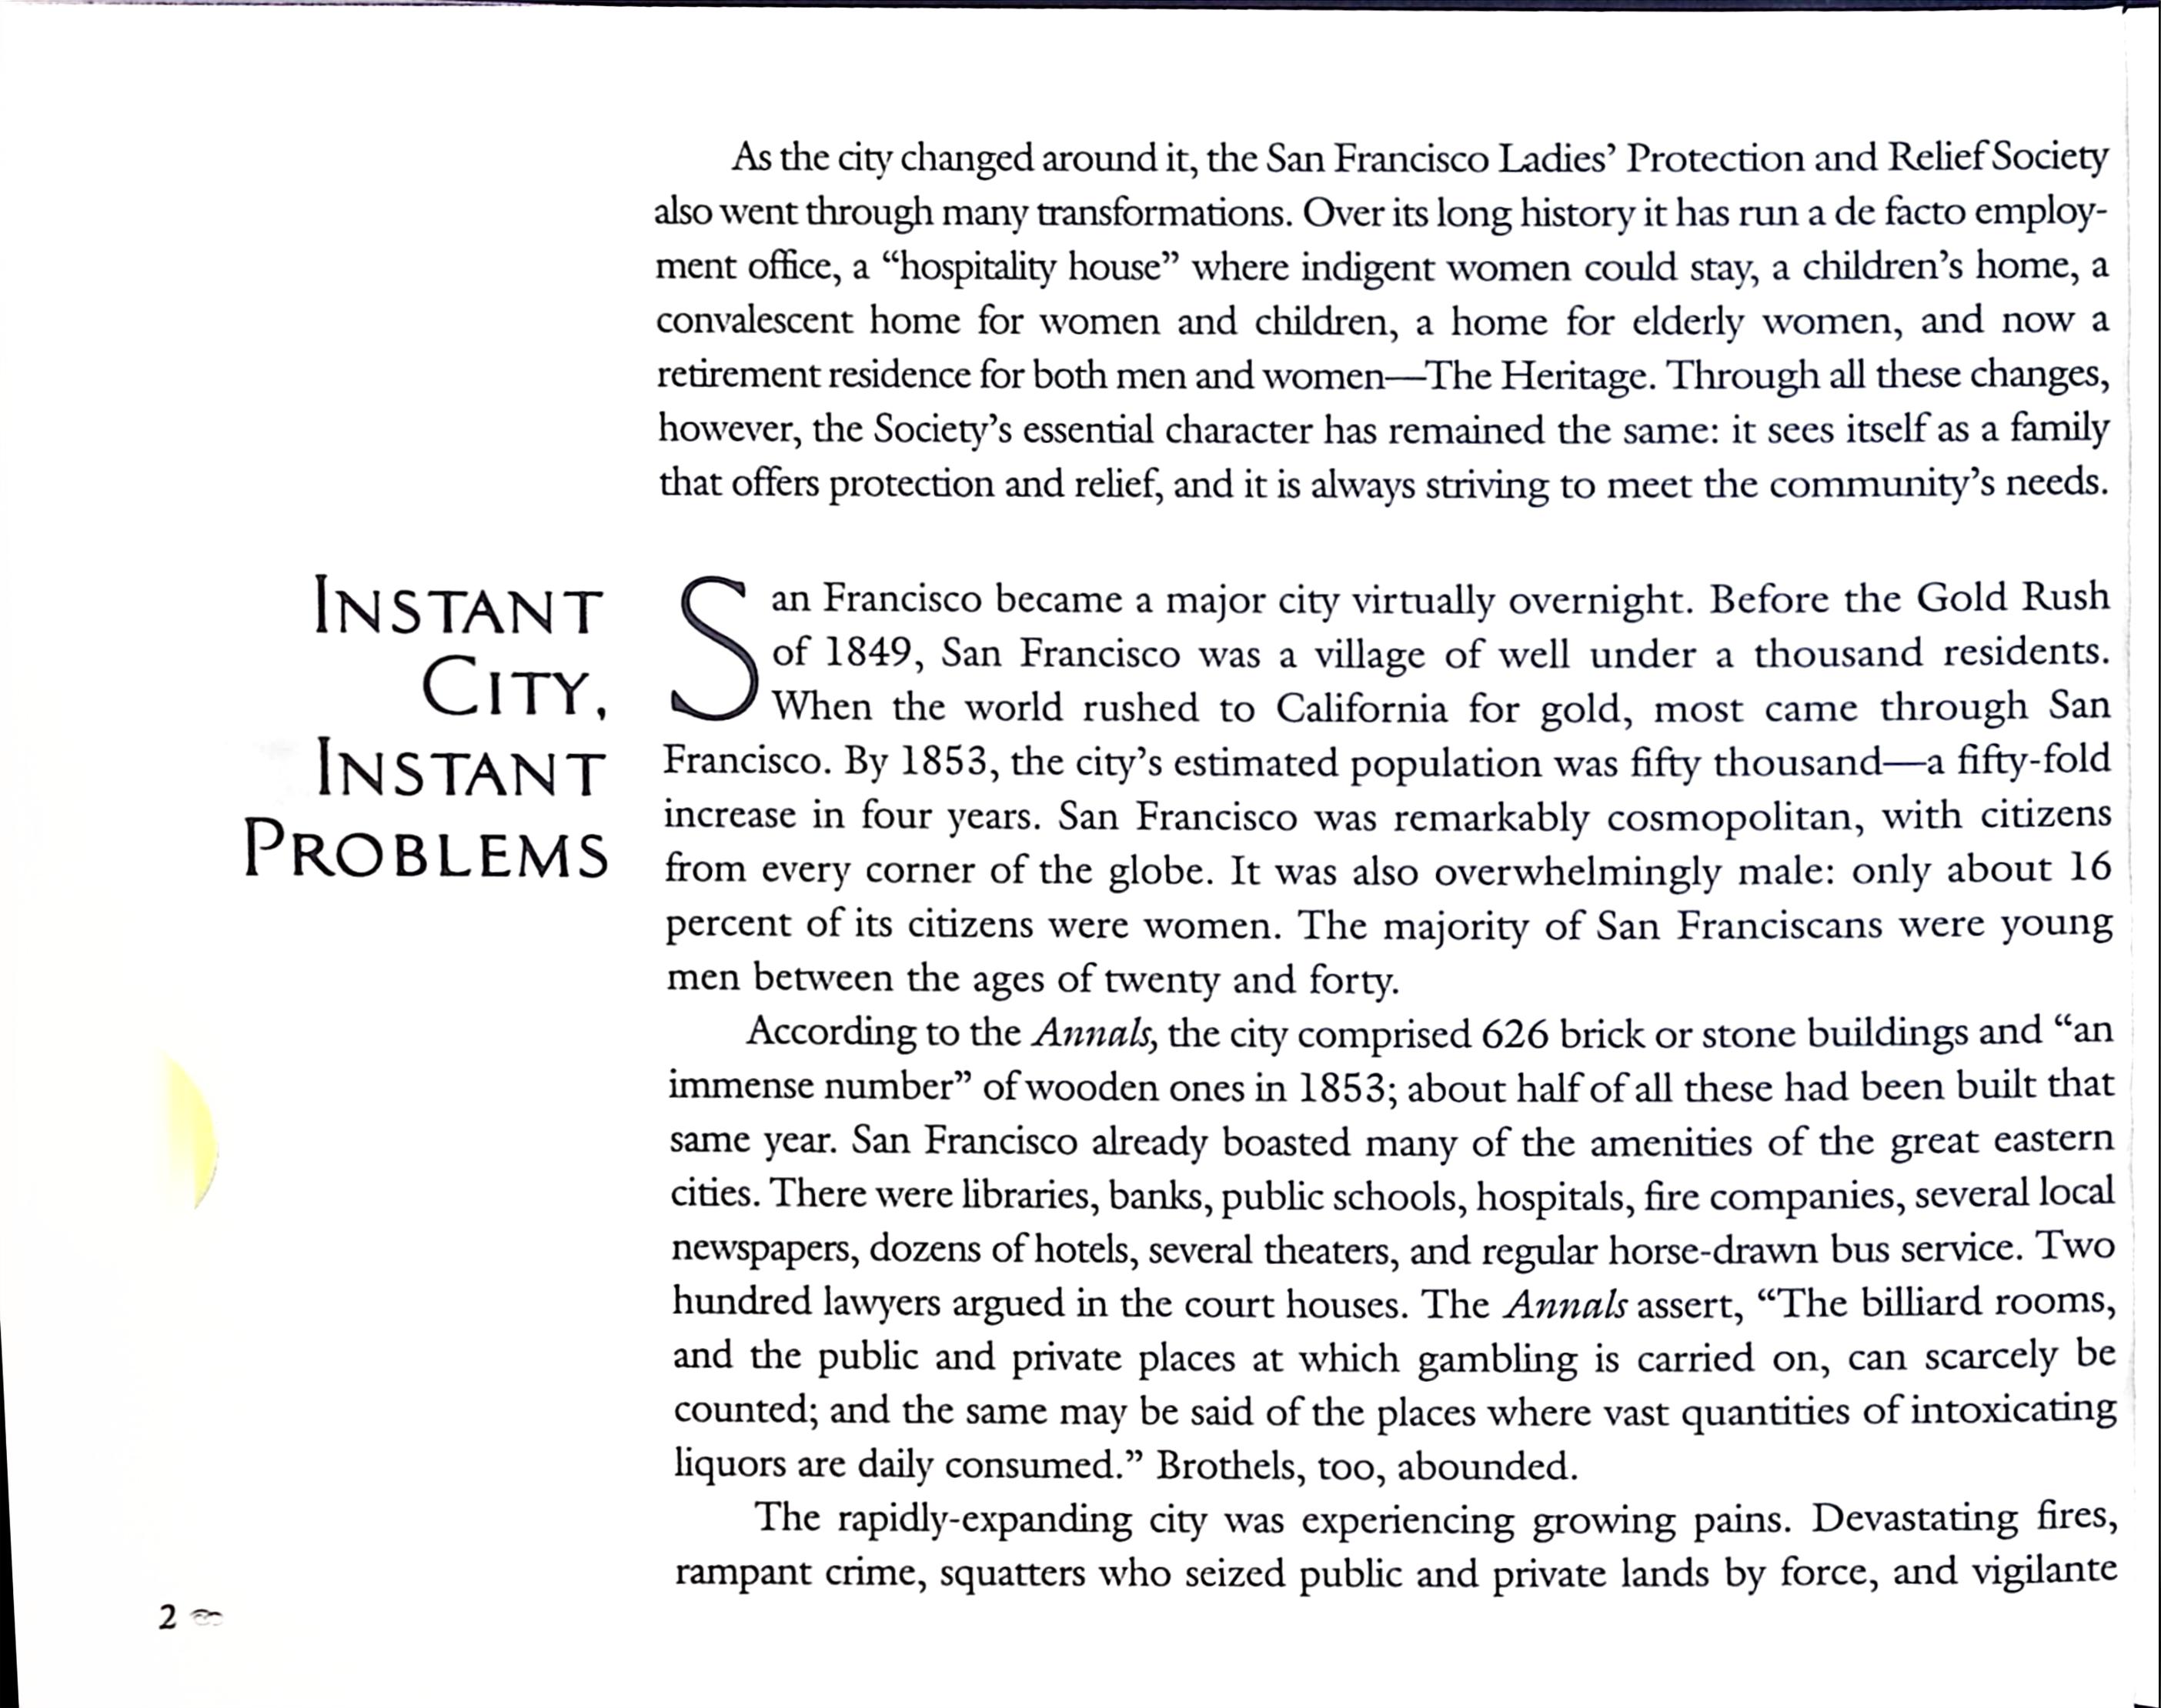 As the city changed around it, the San Francisco Ladies’ Protection and Relief Society
also went through many transformations. Over its long history it has run a de facto employ-
ment office, a “hospitality house” where indigent women could stay, a children’s home, a
convalescent home for women and children, a home for elderly women, and now a
retirement residence for both men and women—The Heritage. Through all these changes,
however, the Society’s essential character has remained the same: it sees itself as a family
that offers protection and relief, and it is always striving to meet the community’s needs.
INSTANT
CITY,
INSTANT
PROBLEMS
San Francisco became a major city virtually overnight. Before the Gold Rush
of 1849, San Francisco was a village of well under a thousand residents.
When the world rushed to California for gold, most came through San
Francisco. By 1853, the city’s estimated population was fifty thousand—a fifty-fold
increase in four years. San Francisco was remarkably cosmopolitan, with citizens
from every corner of the globe. It was also overwhelmingly male: only about 16
percent of its citizens were women. The majority of San Franciscans were young
men between the ages of twenty and forty.
According to the Annals, the city comprised 626 brick or stone buildings and “an
immense number” of wooden ones in 1853; about half of all these had been built that
same year. San Francisco already boasted many of the amenities of the great eastern
cities. There were libraries, banks, public schools, hospitals, fire companies, several local
newspapers, dozens of hotels, several theaters, and regular horse-drawn bus service. Two
hundred lawyers argued in the court houses. The Annals assert, “The billiard rooms,
and the public and private places at which gambling is carried on, can scarcely be
counted; and the same may be said of the places where vast quantities of intoxicating
liquors are daily consumed.” Brothels, too, abounded.
The rapidly-expanding city was experiencing growing pains. Devastating fires,
rampant crime, squatters who seized public and private lands by force, and vigilante
2